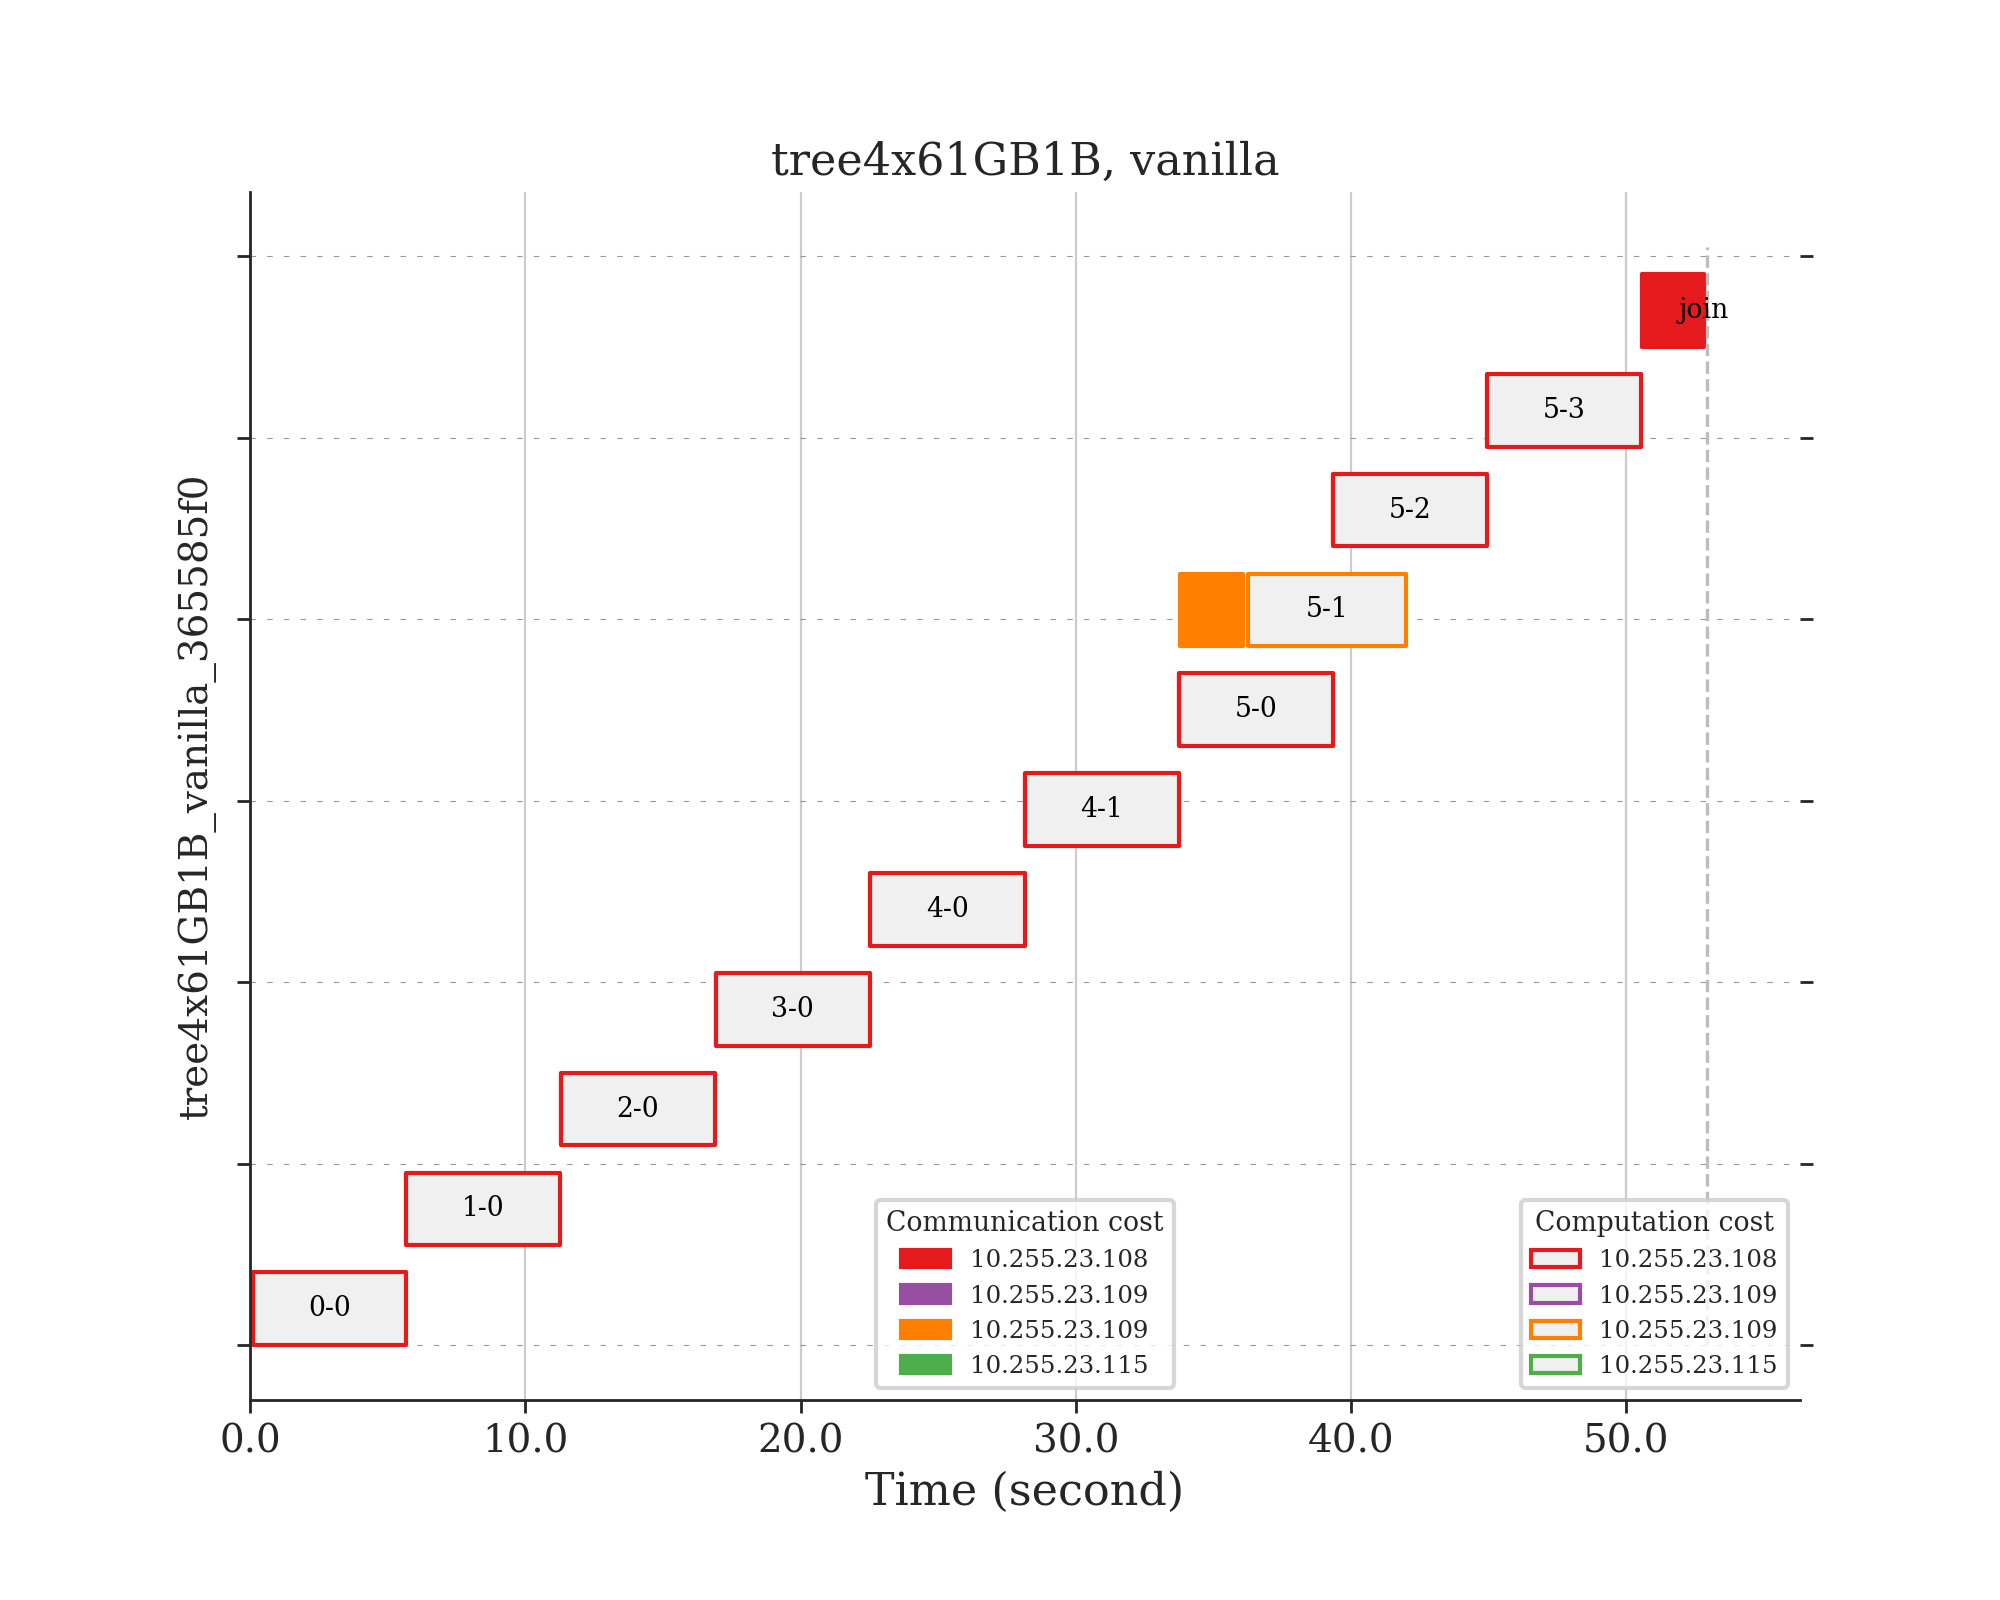 tree4x61GB1B, vanilla
tree4x61GB1B_vanilla_365585f0
join
5-3
5-2
5-1
5-0
4-1
4-0
3-0
2-0
1-0
0-0
Communication cost
10.255.23.108
10.255.23.109
10.255.23.109
10.255.23.115
Computation cost
10.255.23.108
10.255.23.109
10.255.23.109
10.255.23.115
0.0 10.0 20.0 30.0 40.0 50.0
Time (second)